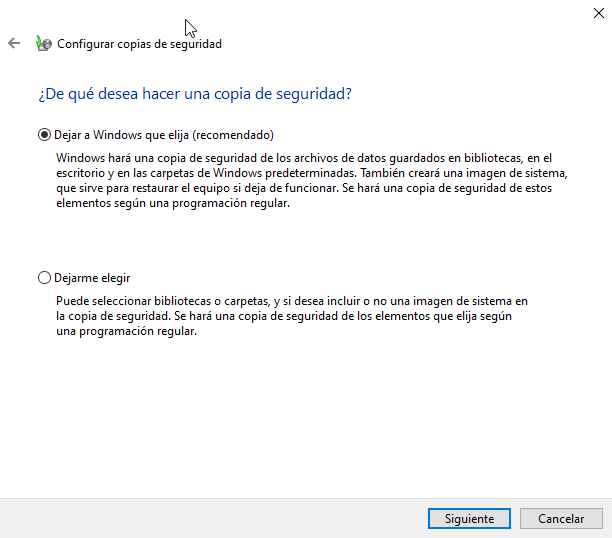 Configurar copias de seguridad
¿De qué desea hacer una copia de seguridad?
Dejar a Windows que elija (recomendado)
Windows hará una copia de seguridad de los archivos de datos guardados en bibliotecas, en el
escritorio y en las carpetas de Windows predeterminadas. También creará una imagen de sistema,
que sirve para restaurar el equipo si deja de funcionar. Se hará una copia de seguridad de estos
elementos según una programación regular.
Dejarme elegir
Puede seleccionar bibliotecas o carpetas, y si desea incluir o no una imagen de sistema en
la copia de seguridad. Se hará una copia de seguridad de los elementos que elija según
una programación regular.
Siguiente
Cancelar